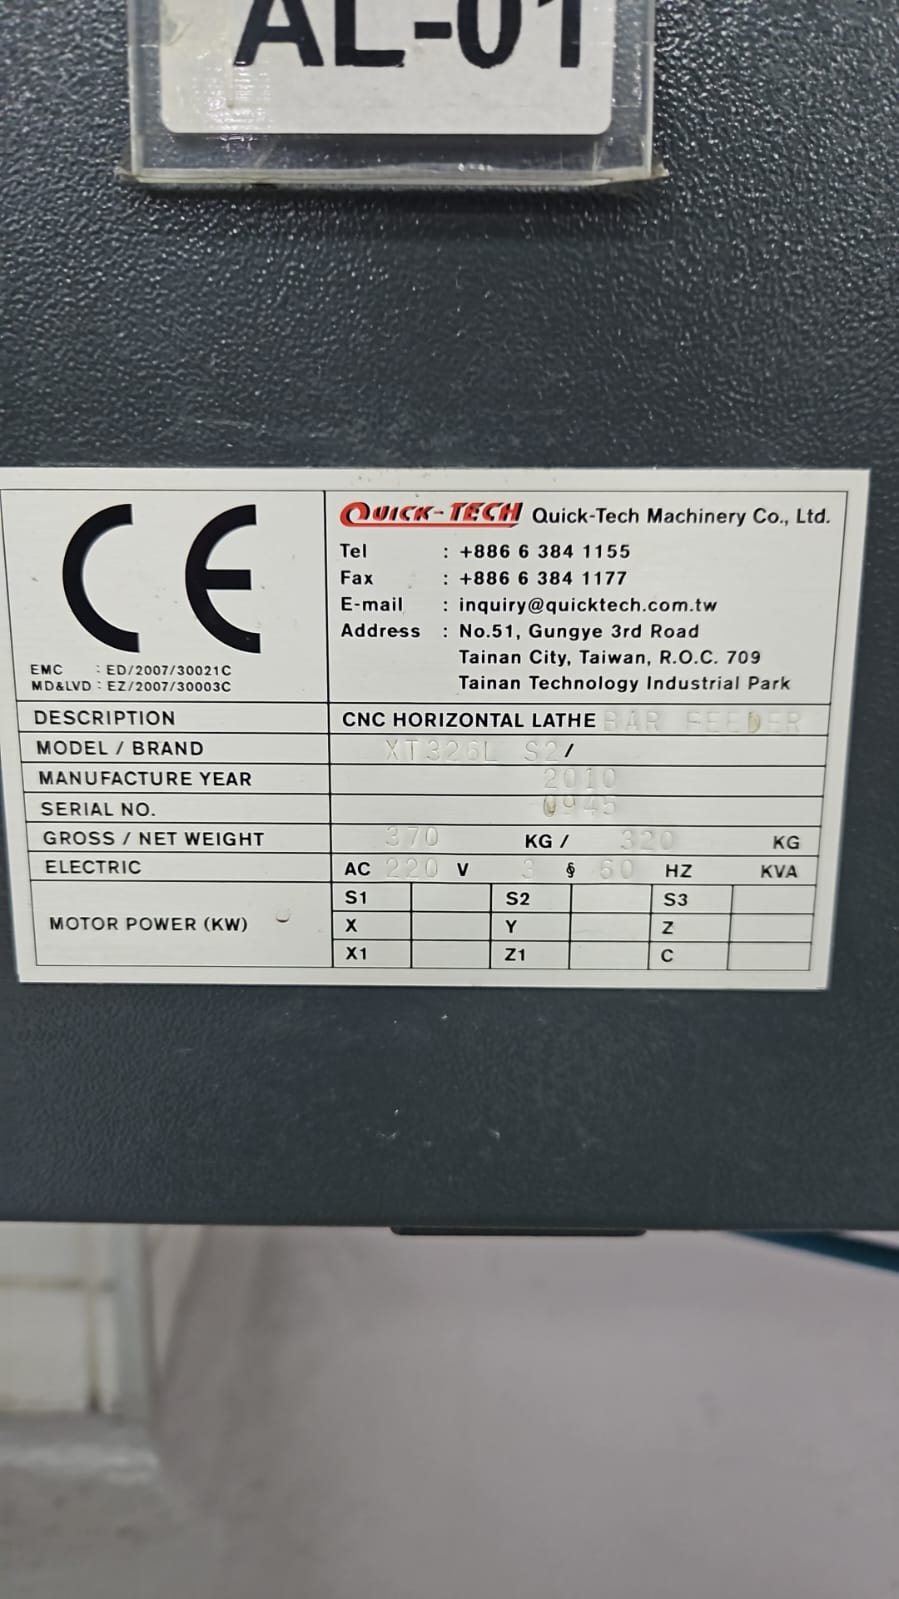 AL-01
CE
EMC : ED/2007/30021C
MD&LVD : EZ/2007/30003C
QUICK-TECH Quick-Tech Machinery Co., Ltd.
Tel : +886 6 384 1155
Fax : +886 6 384 1177
E-mail : inquiry@quicktech.com.tw
Address : No.51, Gungye 3rd Road
Tainan City, Taiwan, R.O.C. 709
Tainan Technology Industrial Park
DESCRIPTION CNC HORIZONTAL LATHE BAR FEEDER
MODEL / BRAND XT326L S2 /
MANUFACTURE YEAR 2010
SERIAL NO. 0945
GROSS / NET WEIGHT 370 KG / 320 KG
ELECTRIC AC 220 V 3 § 60 HZ KVA
MOTOR POWER (KW)
S1 S2 S3
X Y Z
X1 Z1 C